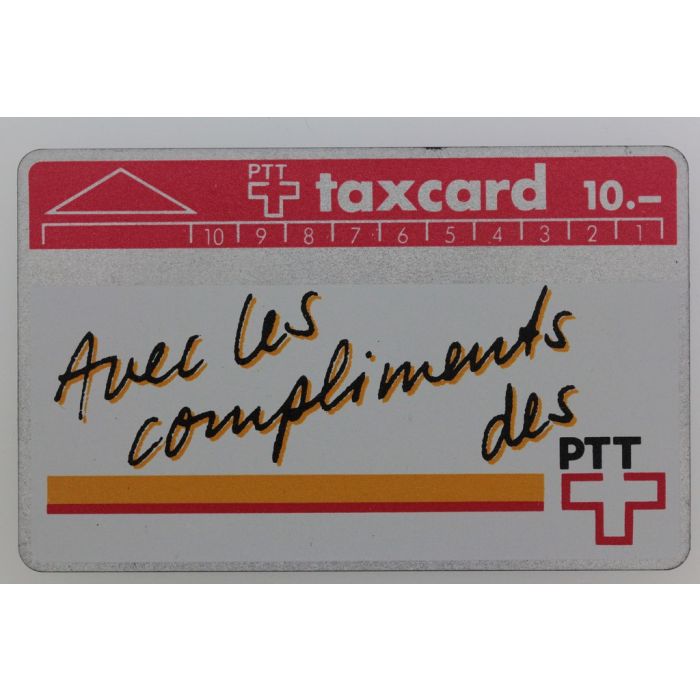 PTT
taxcard 10.–
10 9 8 7 6 5 4 3 2 1
Avec les
compliments
des
PTT